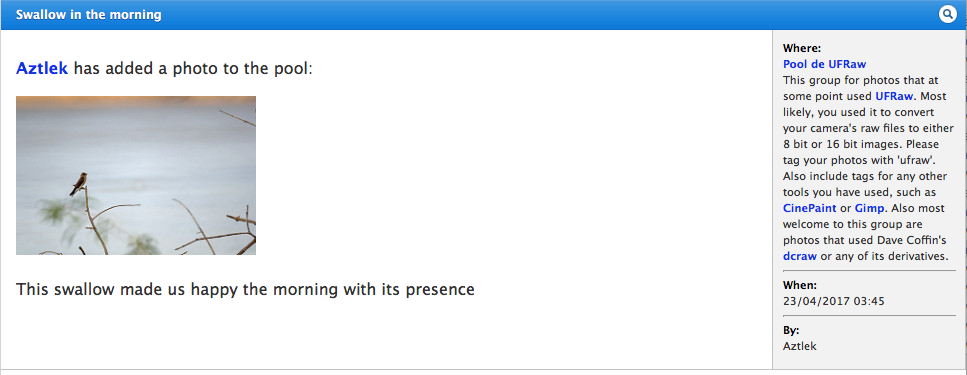 Swallow in the morning
Aztlek has added a photo to the pool:
This swallow made us happy the morning with its presence
Where:
Pool de UFRaw
This group for photos that at
some point used UFRaw. Most
likely, you used it to convert
your camera's raw files to either
8 bit or 16 bit images. Please
tag your photos with 'ufraw'.
Also include tags for any other
tools you have used, such as
CinePaint or Gimp. Also most
welcome to this group are
photos that used Dave Coffin's
dcraw or any of its derivatives.
When:
23/04/2017 03:45
By:
Aztlek